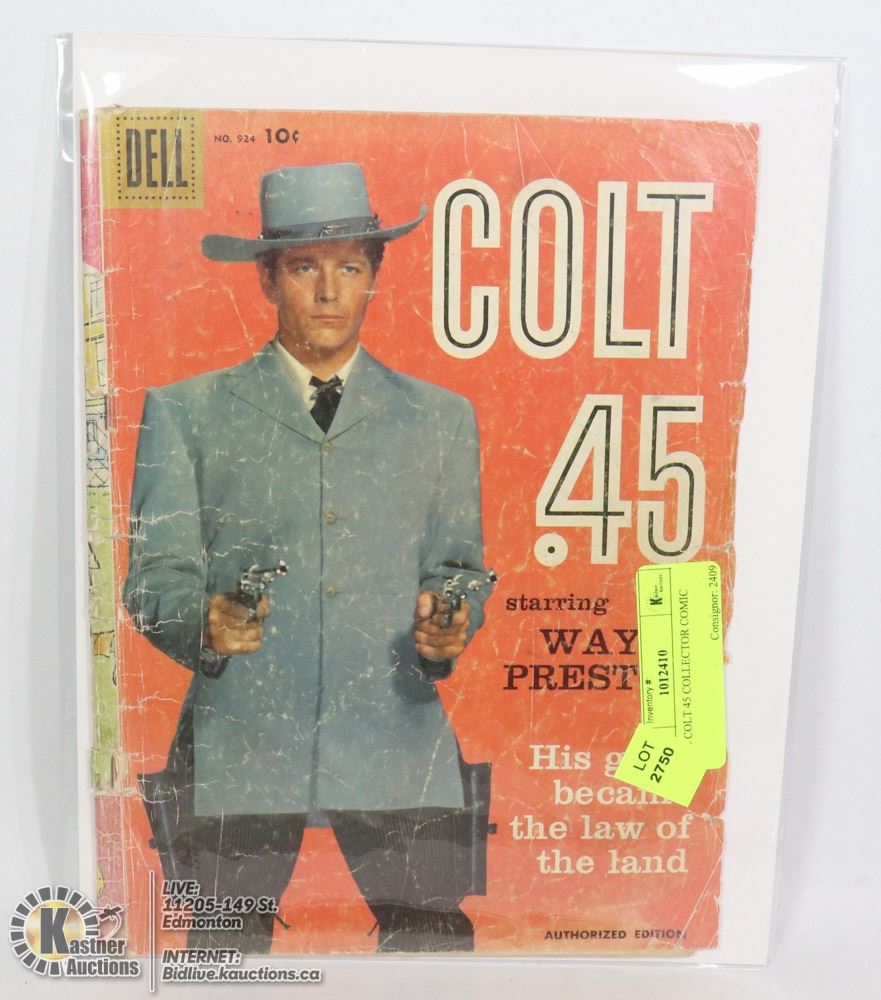 DELL
NO. 924 10¢
COLT
.45
starring
WAY
PREST
His g
becam
the law of
the land
AUTHORIZED EDITION
Inventory #:
1012410
Kastner
Auctions
COLT 45 COLLECTOR COMIC
Consignor: 2409
LOT
2750
Kastner
Auctions
LIVE:
11205-149 St.
Edmonton
INTERNET:
Bidlive.kauctions.ca